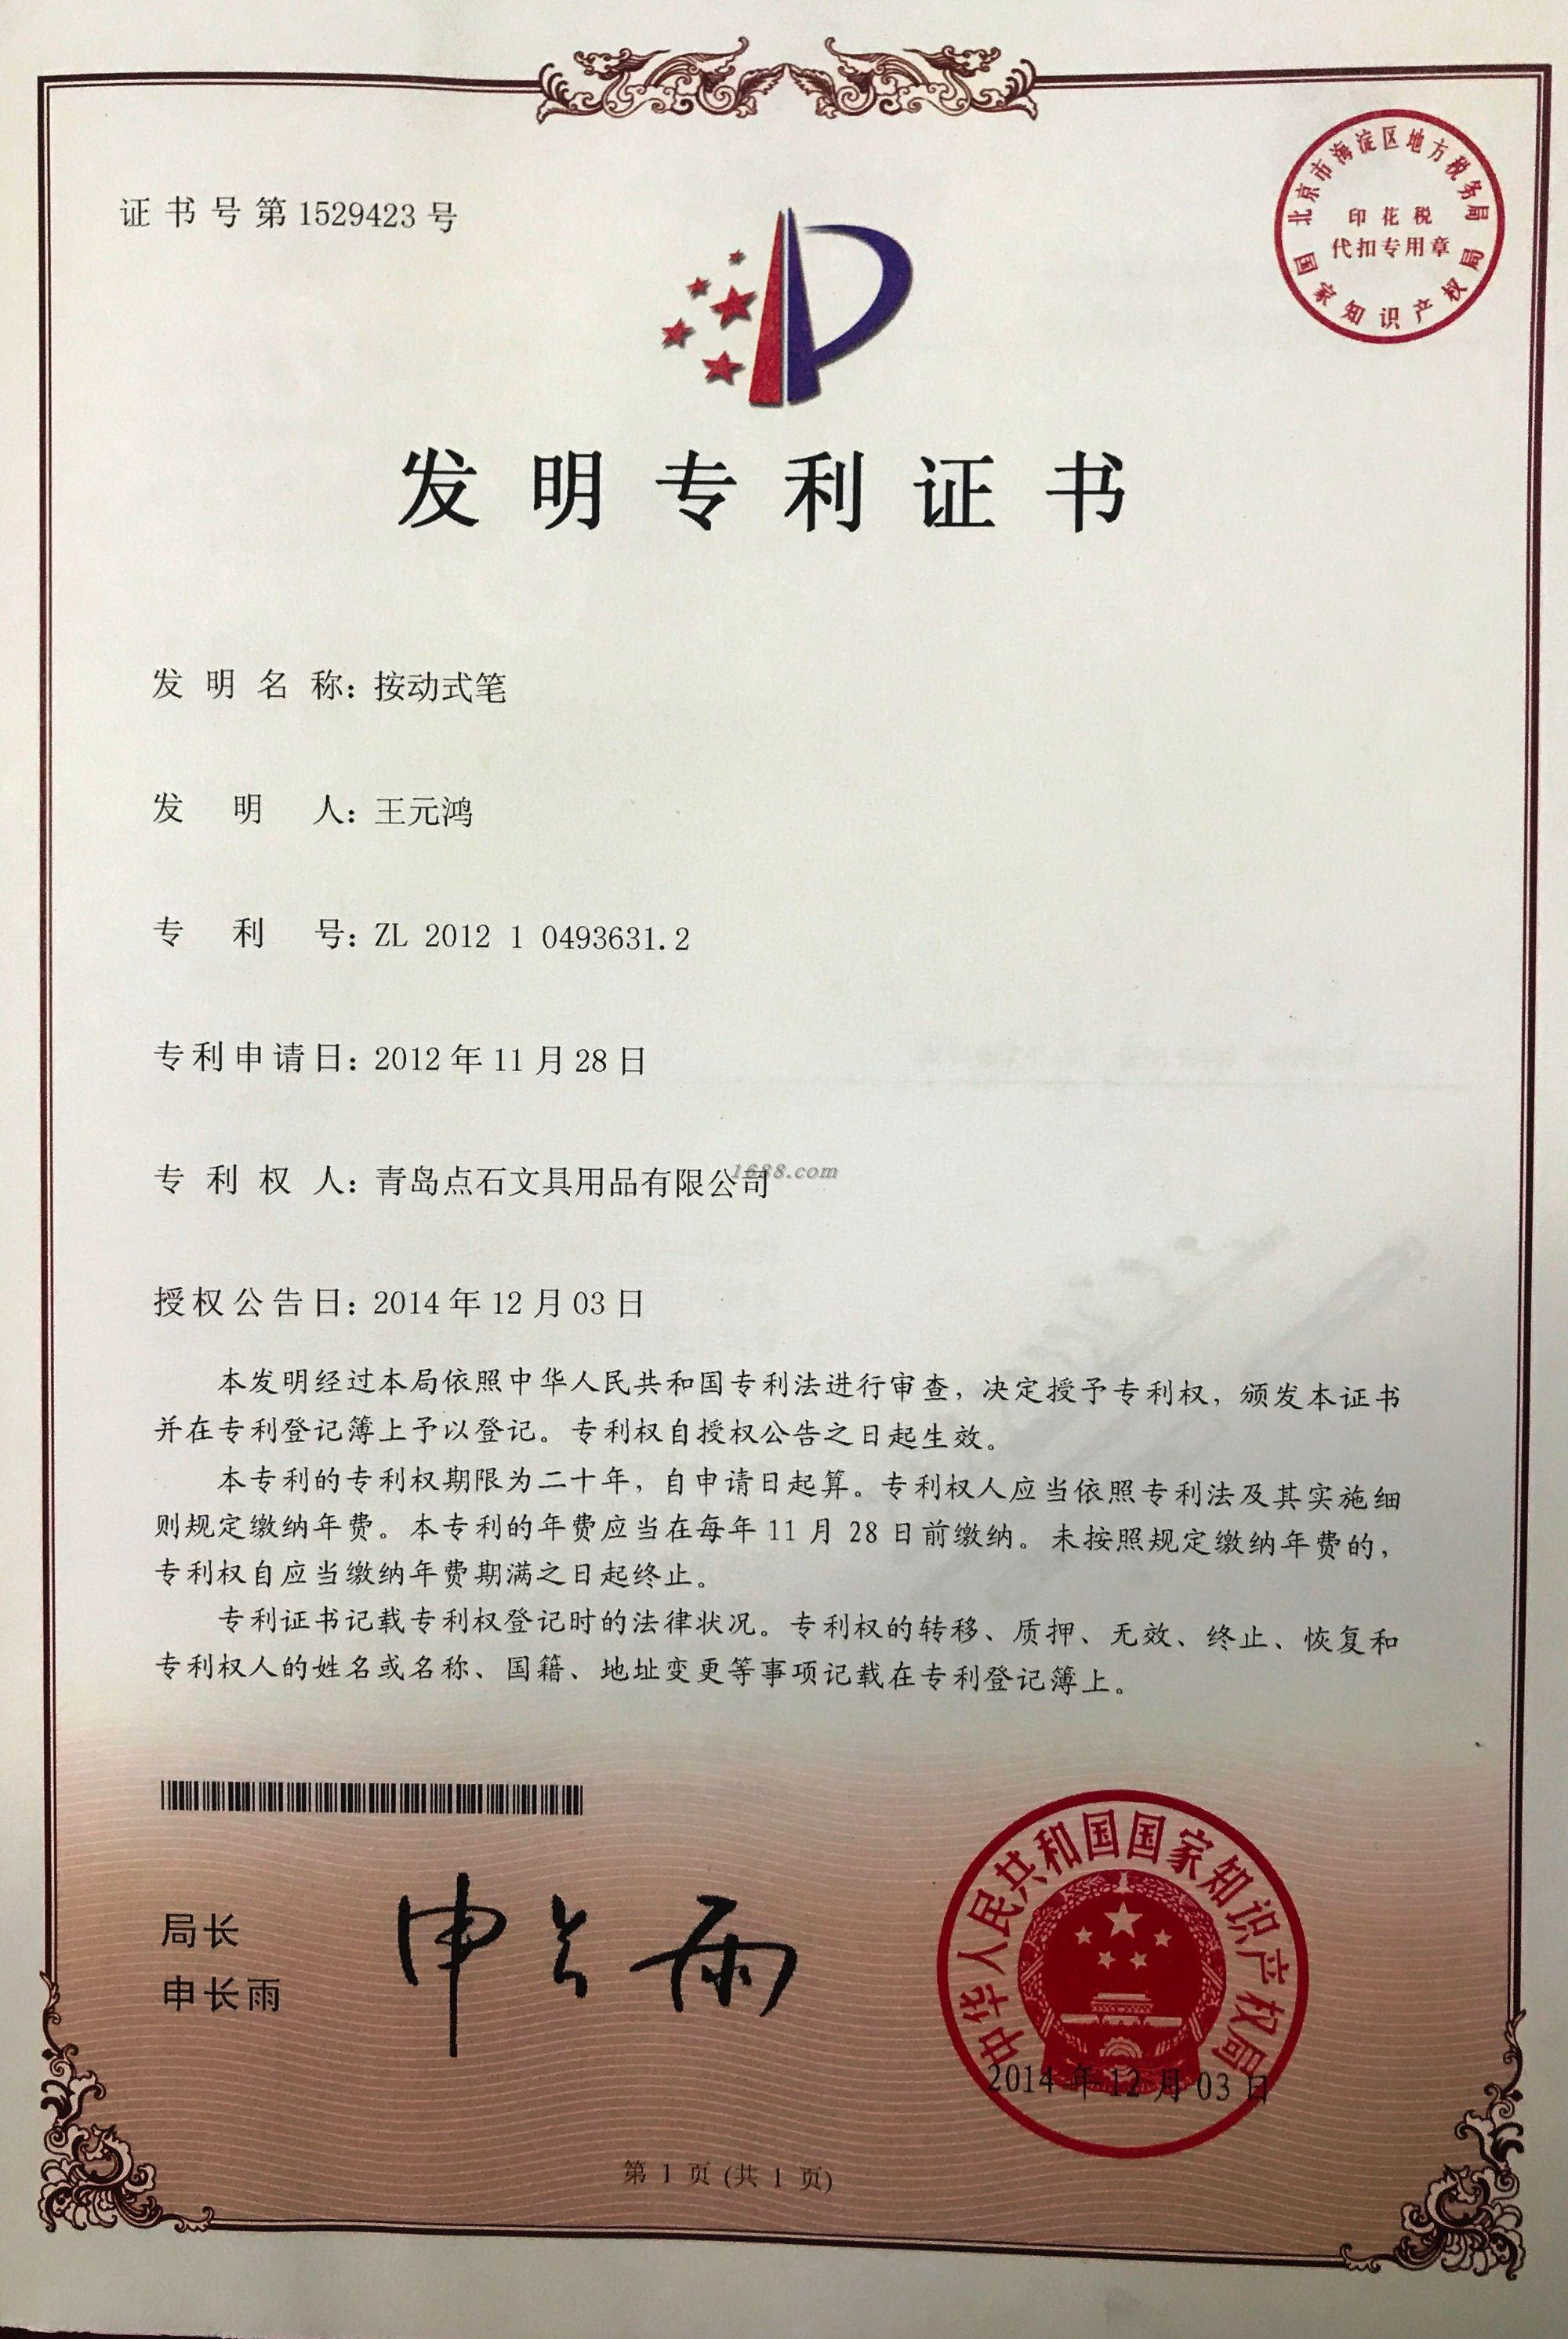 证书号第1529423号
北京市海淀区地方税务局
印花税
代扣专用章
国家知识产权局
发明专利证书
发明名称：按动式笔
发明人：王元鸿
专利号：ZL 2012 1 0493631.2
专利申请日：2012年11月28日
专利权人：青岛点石文具用品有限公司
1688.com
授权公告日：2014年12月03日
本发明经过本局依照中华人民共和国专利法进行审查，决定授予专利权，颁发本证书
并在专利登记簿上予以登记。专利权自授权公告之日起生效。
本专利的专利权期限为二十年，自申请日起算。专利权人应当依照专利法及其实施细
则规定缴纳年费。本专利的年费应当在每年11月28日前缴纳。未按照规定缴纳年费的，
专利权自应当缴纳年费期满之日起终止。
专利证书记载专利权登记时的法律状况。专利权的转移、质押、无效、终止、恢复和
专利权人的姓名或名称、国籍、地址变更等事项记载在专利登记簿上。
局长
申长雨
申长雨
中华人民共和国国家知识产权局
2014年12月03日
第1页(共1页)